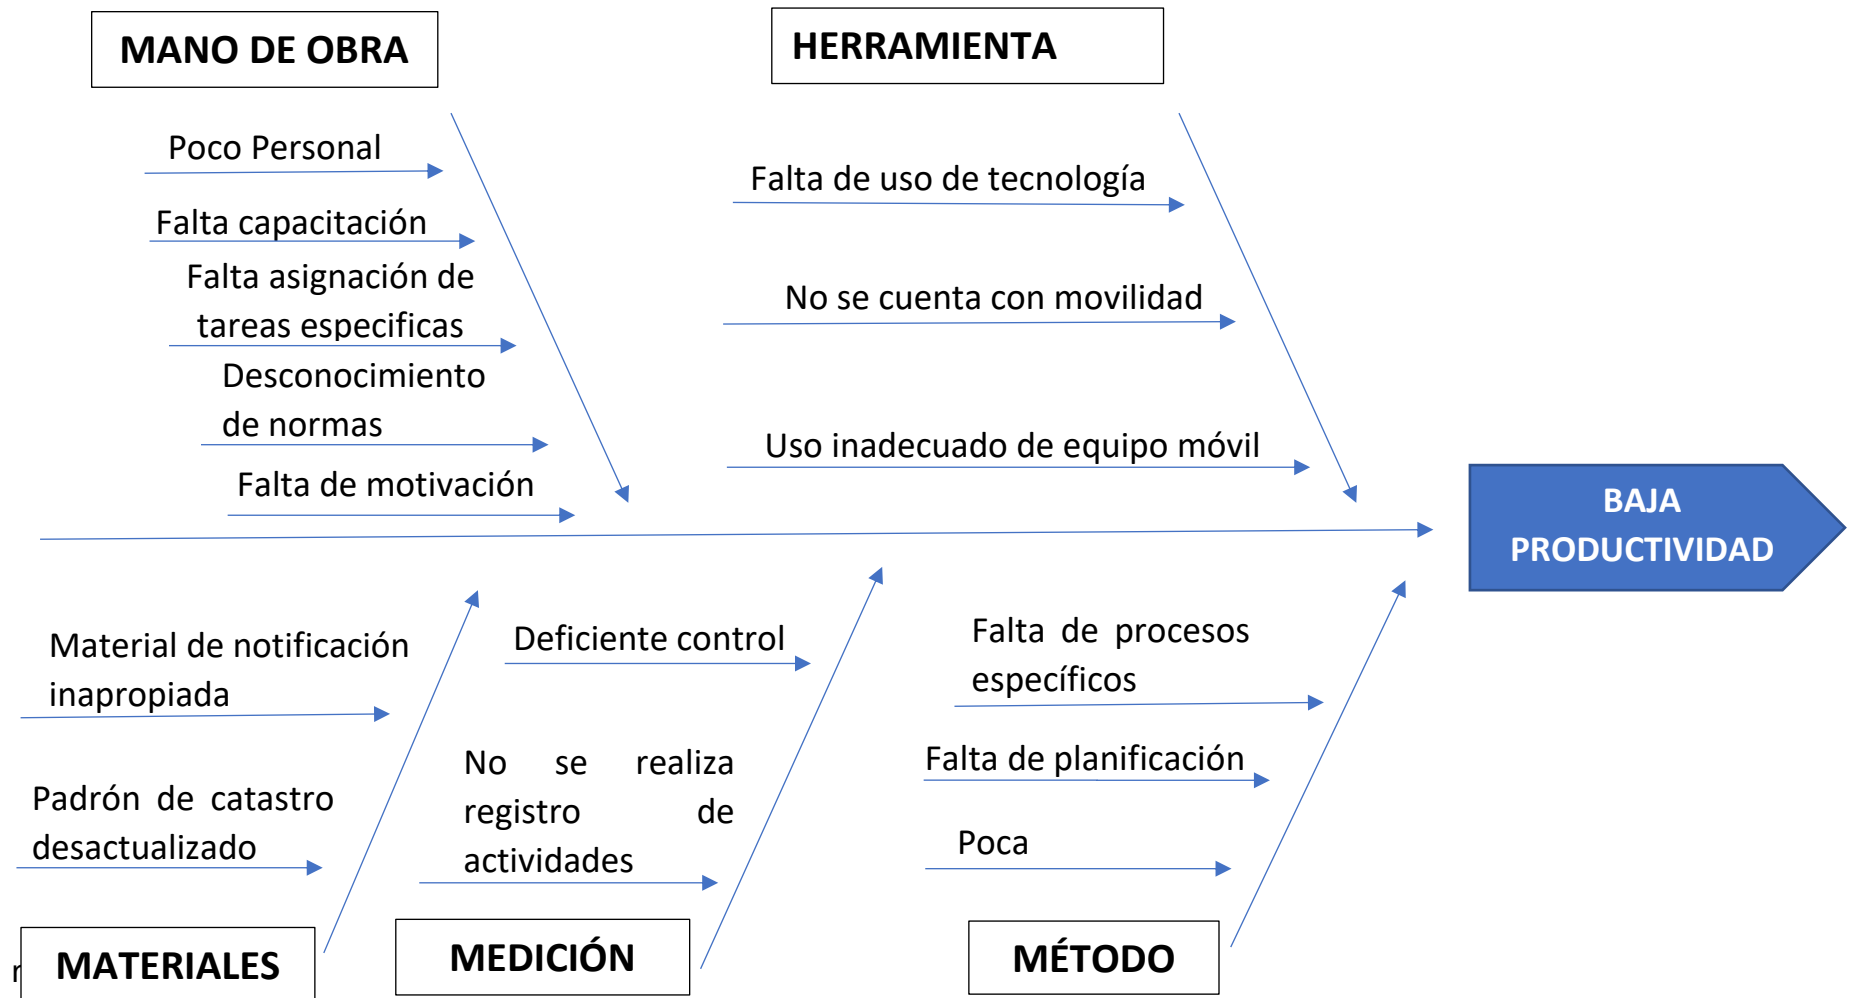 MANO DE OBRA
HERRAMIENTA
Poco Personal
Falta capacitación
Falta asignación de
tareas especificas
Desconocimiento
de normas
Falta de motivación
Falta de uso de tecnología
No se cuenta con movilidad
Uso inadecuado de equipo móvil
BAJA
PRODUCTIVIDAD
Material de notificación
inapropiada
Padrón de catastro
desactualizado
Deficiente control
No se realiza
registro de
actividades
Falta de procesos
específicos
Falta de planificación
Poca
MATERIALES
MEDICIÓN
MÉTODO